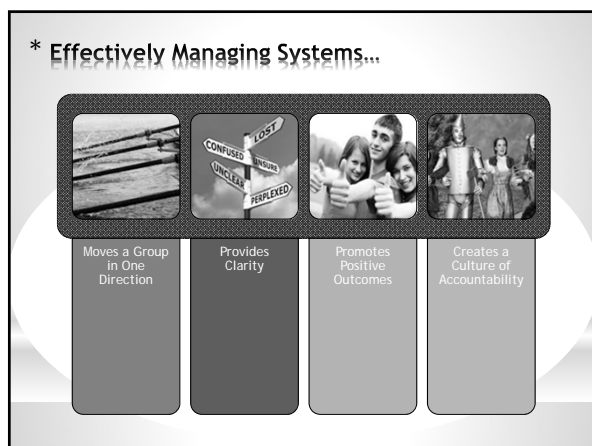 * Effectively Managing Systems...
LOST
CONFUSED
UNSURE
UNCLEAR
PERPLEXED
Moves a Group
in One
Direction
Provides
Clarity
Promotes
Positive
Outcomes
Creates a
Culture of
Accountability